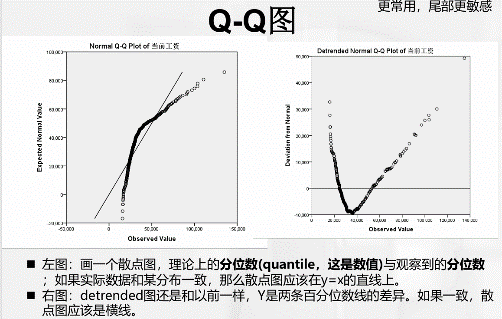 更常用，尾部更敏感
Q-Q图
Normal Q-Q Plot of 当前工资
100,000
80,000
60,000
40,000
20,000
0
-20,000
-50,000 0 50,000 100,000 150,000
Expected Normal Value
Observed Value
Detrended Normal Q-Q Plot of 当前工资
50,000
40,000
30,000
20,000
10,000
0
-10,000
0 20,000 40,000 60,000 80,000 100,000 120,000 140,000
Deviation from Normal
Observed Value
■ 左图：画一个散点图，理论上的分位数(quantile，这是数值)与观察到的分位数
；如果实际数据和某分布一致，那么散点图应该在y=x的直线上。
■ 右图：detrended图还是和以前一样，Y是两条百分位数线的差异。如果一致，散
点图应该是横线。